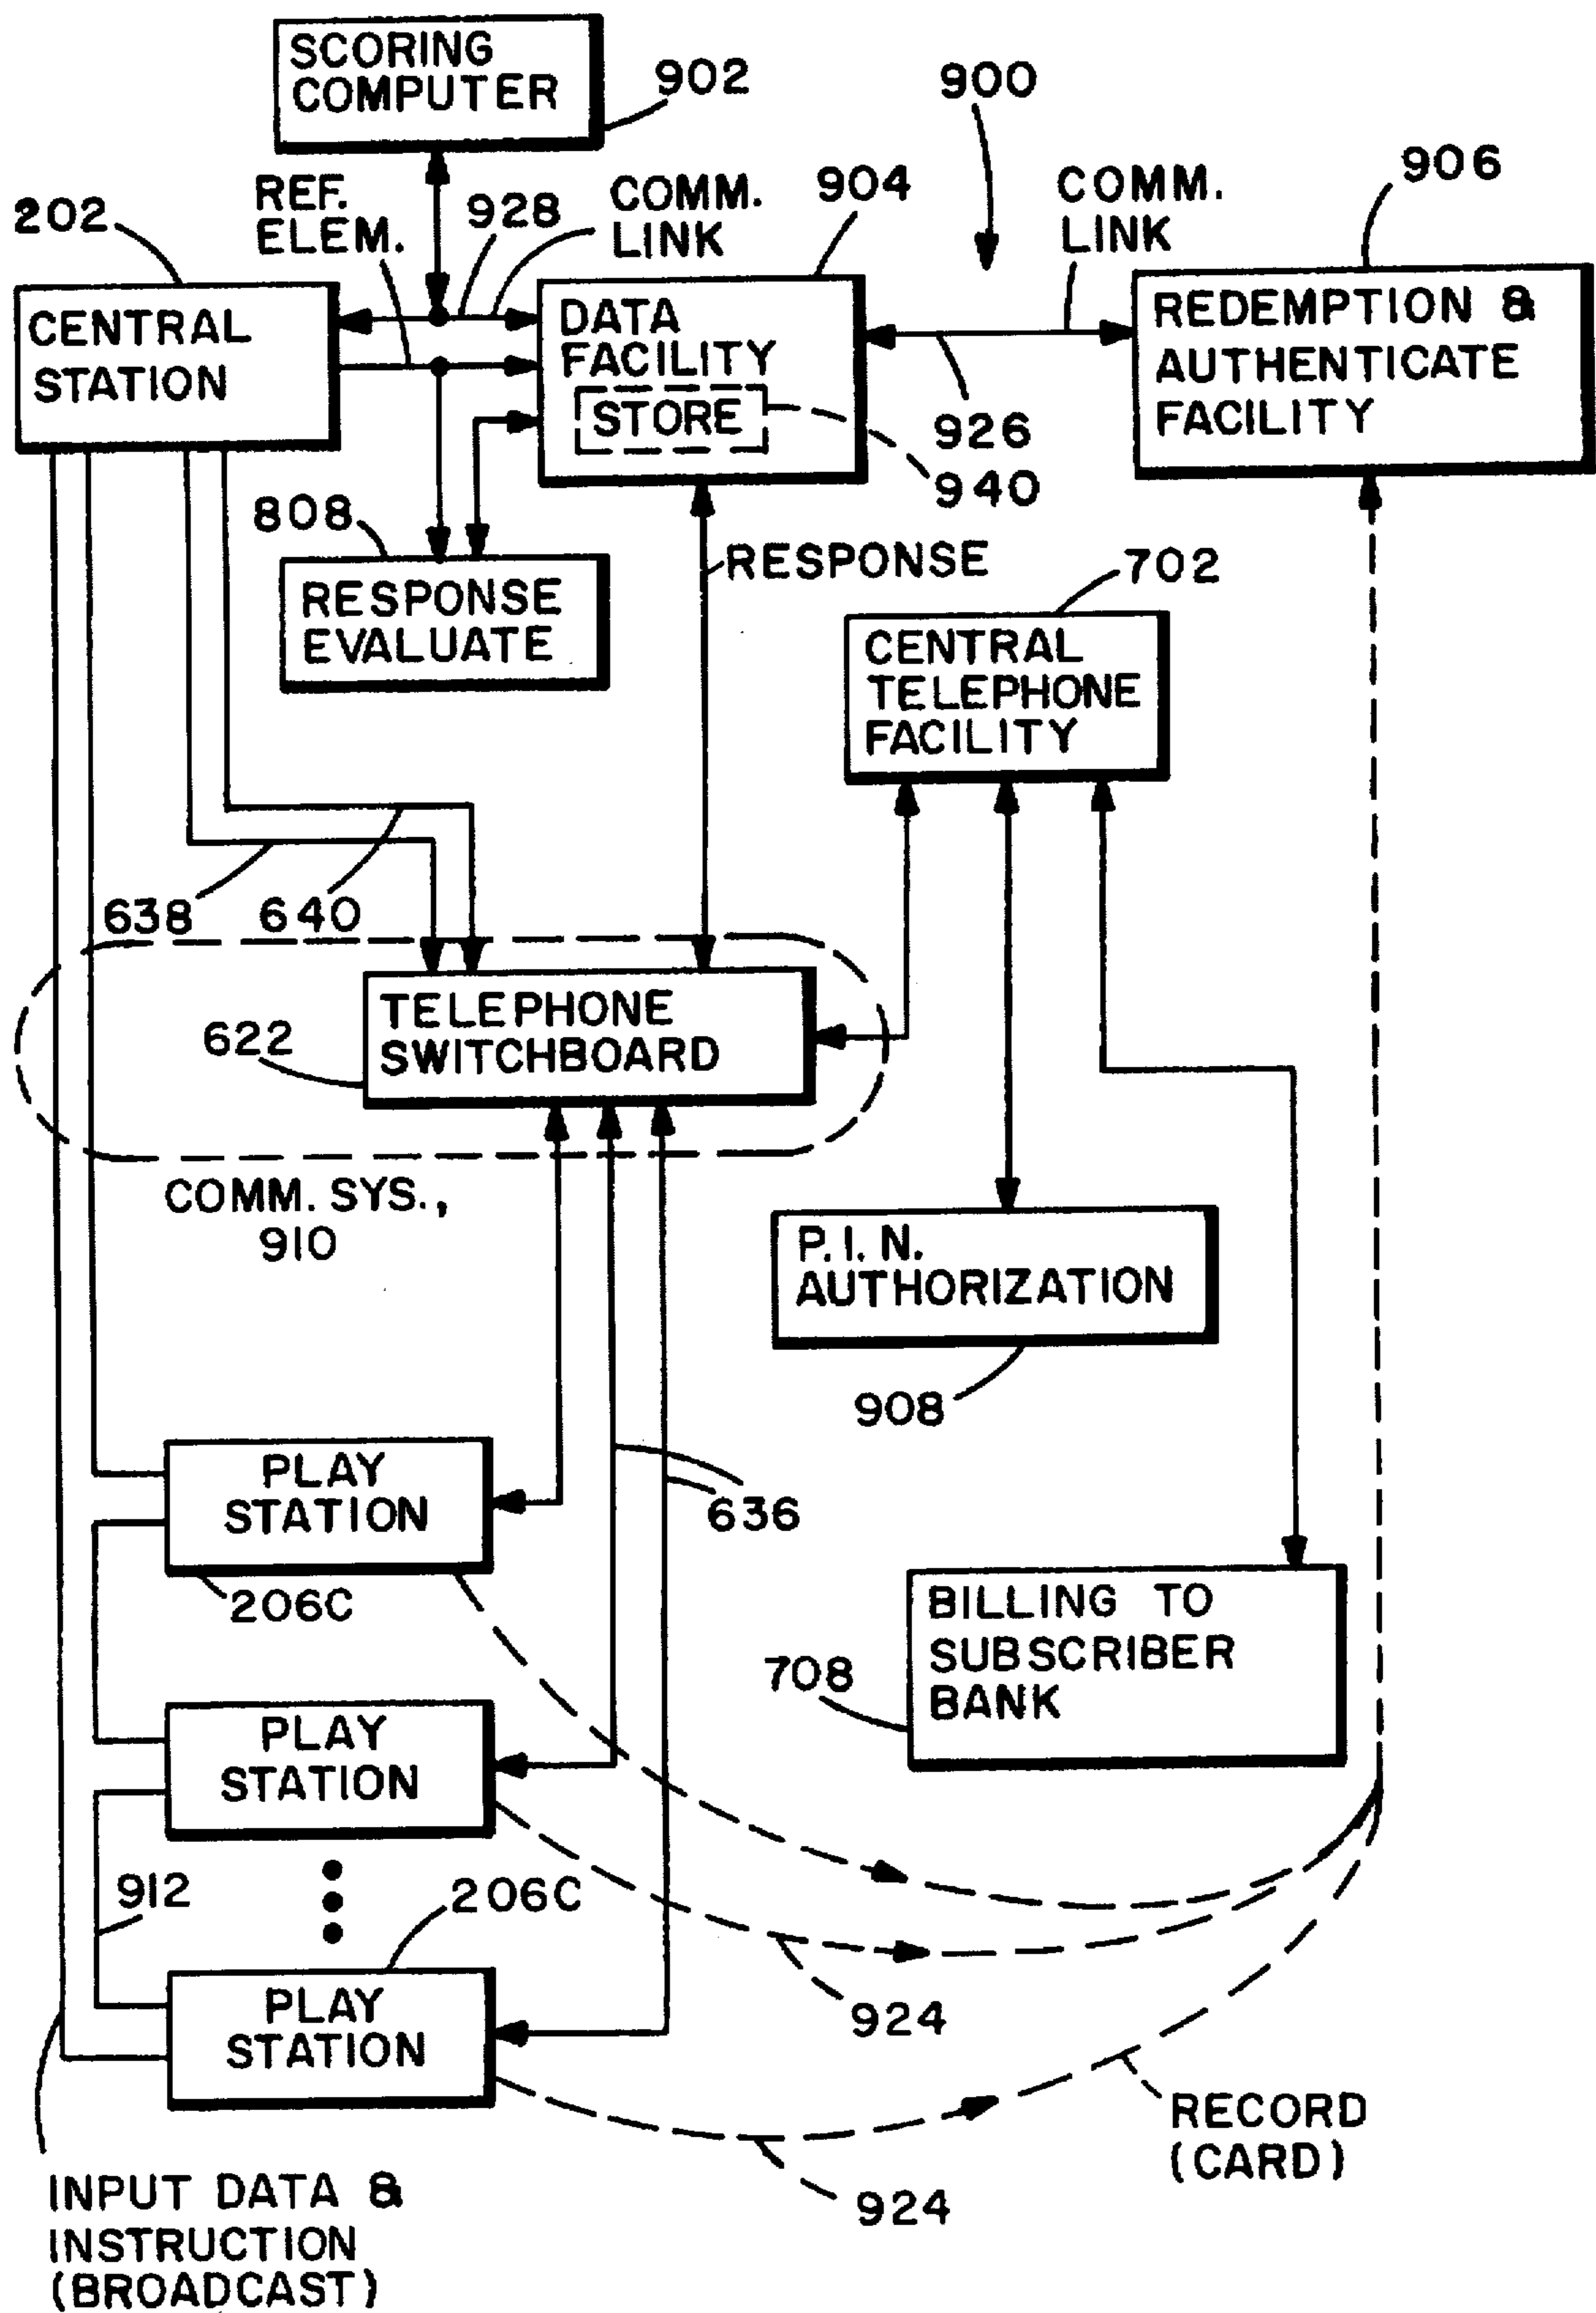 SCORING
COMPUTER
902
900
906
REF.
ELEM.
928
COMM.
LINK
904
COMM.
LINK
202
CENTRAL
STATION
DATA
FACILITY
STORE
926
940
REDEMPTION &
AUTHENTICATE
FACILITY
808
RESPONSE
EVALUATE
RESPONSE
702
CENTRAL
TELEPHONE
FACILITY
638
640
622
TELEPHONE
SWITCHBOARD
COMM. SYS.,
910
P.I.N.
AUTHORIZATION
908
PLAY
STATION
636
206C
BILLING TO
SUBSCRIBER
BANK
708
PLAY
STATION
912
206C
PLAY
STATION
924
RECORD
(CARD)
924
INPUT DATA &
INSTRUCTION
(BROADCAST)